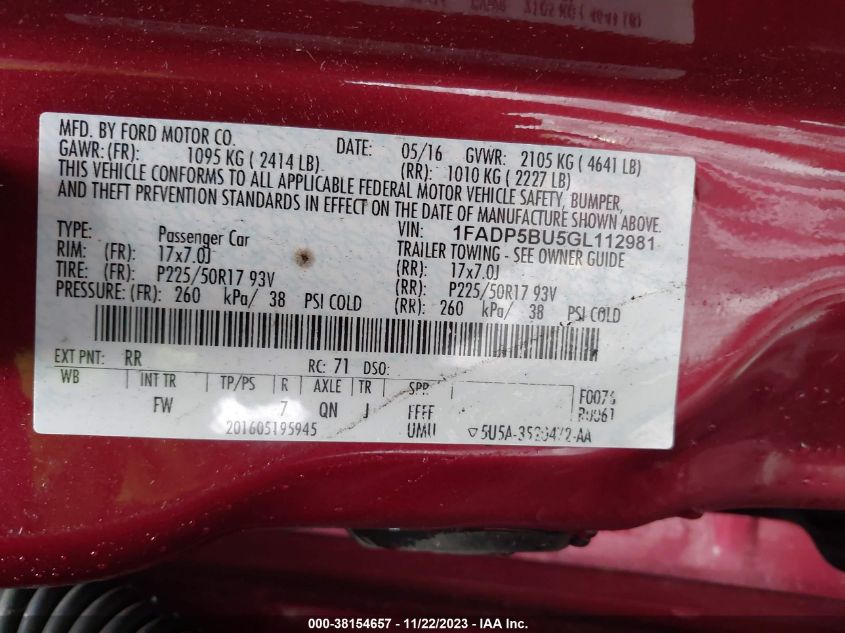 MFD. BY FORD MOTOR CO.
DATE: 05/16 GVWR: 2105 KG ( 4641 LB)
GAWR: (FR): 1095 KG ( 2414 LB) (RR): 1010 KG ( 2227 LB)
THIS VEHICLE CONFORMS TO ALL APPLICABLE FEDERAL MOTOR VEHICLE SAFETY, BUMPER,
AND THEFT PREVENTION STANDARDS IN EFFECT ON THE DATE OF MANUFACTURE SHOWN ABOVE.
TYPE: Passenger Car VIN: 1FADP5BU5GL112981
TRAILER TOWING - SEE OWNER GUIDE
RIM: (FR) 17x7.0J (RR): 17x7.0J
TIRE: (FR) P225/50R17 93V (RR): P225/50R17 93V
PRESSURE: (FR): 260 kPa/ 38 PSI COLD (RR): 260 kPa/ 38 PSI COLD
EXT PNT: RR RC: 71 DSO:
WB INT TR TP/PS R AXLE TR SPR F0076
FW 7 QN J FFFF R0061
201605195945 UMU 5U5A-3520472-AA
000-38154657 - 11/22/2023 - IAA Inc.